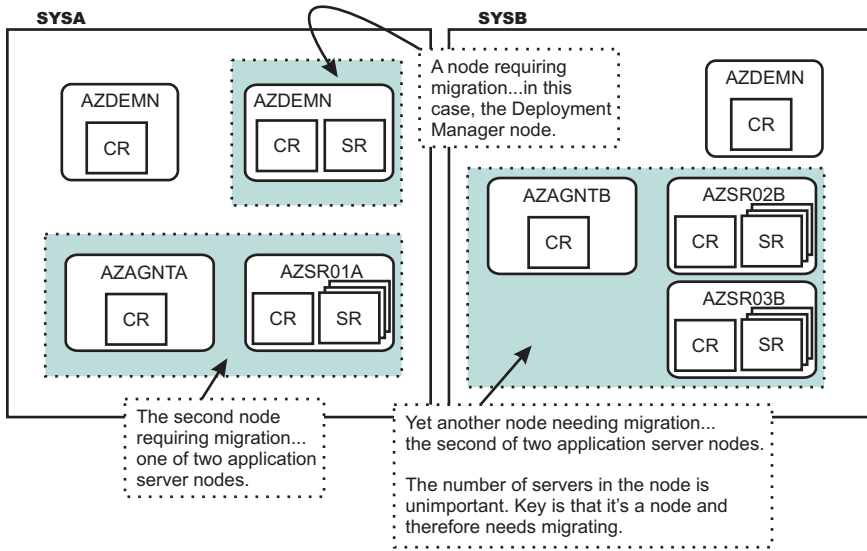 SYSA
SYSB
AZDEMN
CR
AZDEMN
CR
SR
A node requiring
migration...in this
case, the Deployment
Manager node.
AZDEMN
CR
AZAGNTA
CR
AZSR01A
CR
SR
AZAGNTB
CR
AZSR02B
CR
SR
AZSR03B
CR
SR
The second node
requiring migration...
one of two application
server nodes.
Yet another node needing migration...
the second of two application server nodes.
The number of servers in the node is
unimportant. Key is that it's a node and
therefore needs migrating.